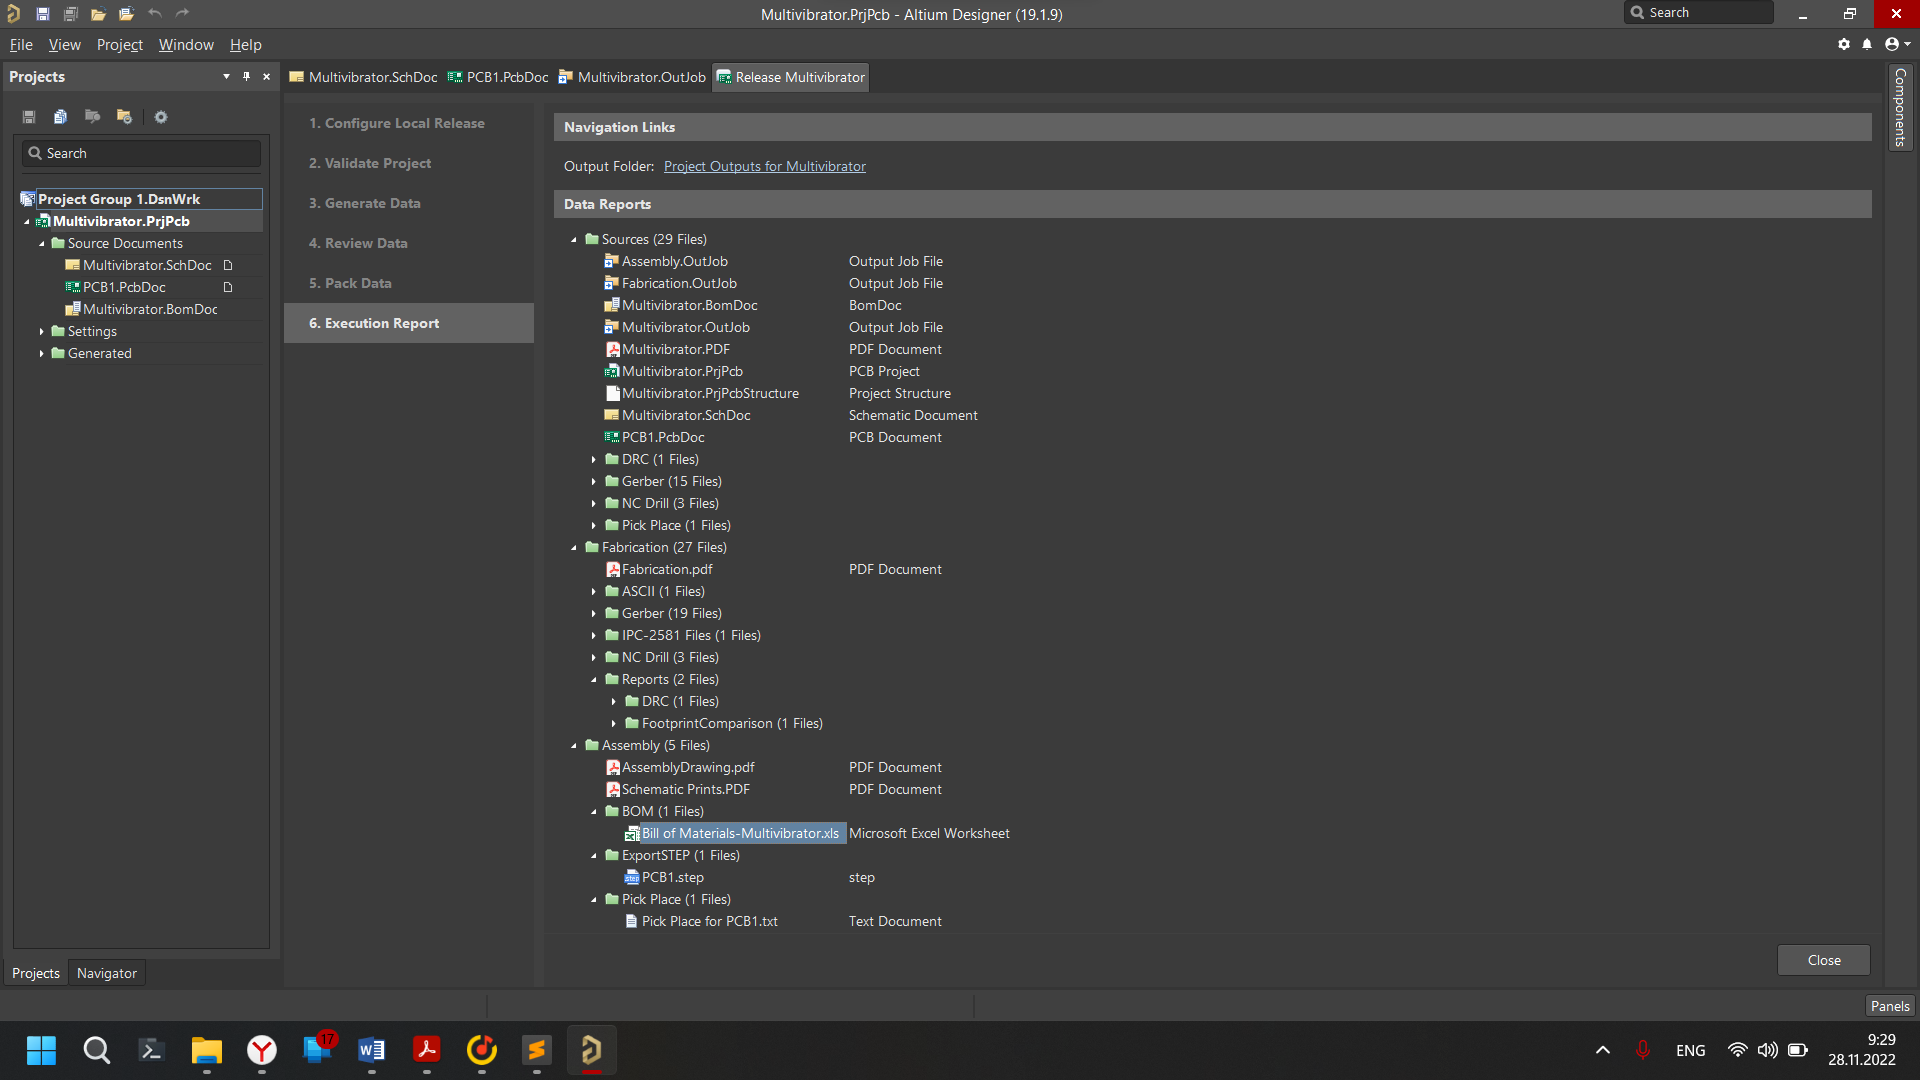 Multivibrator.PrjPcb - Altium Designer (19.1.9)
Search
File View Project Window Help
Projects
Multivibrator.SchDoc PCB1.PcbDoc Multivibrator.OutJob Release Multivibrator
Components
Search
Project Group 1.DsnWrk
Multivibrator.PrjPcb
Source Documents
Multivibrator.SchDoc
PCB1.PcbDoc
Multivibrator.BomDoc
Settings
Generated
Projects Navigator
1. Configure Local Release
2. Validate Project
3. Generate Data
4. Review Data
5. Pack Data
6. Execution Report
Navigation Links
Output Folder: Project Outputs for Multivibrator
Data Reports
Sources (29 Files)
Assembly.OutJob Output Job File
Fabrication.OutJob Output Job File
Multivibrator.BomDoc BomDoc
Multivibrator.OutJob Output Job File
Multivibrator.PDF PDF Document
Multivibrator.PrjPcb PCB Project
Multivibrator.PrjPcbStructure Project Structure
Multivibrator.SchDoc Schematic Document
PCB1.PcbDoc PCB Document
DRC (1 Files)
Gerber (15 Files)
NC Drill (3 Files)
Pick Place (1 Files)
Fabrication (27 Files)
Fabrication.pdf PDF Document
ASCII (1 Files)
Gerber (19 Files)
IPC-2581 Files (1 Files)
NC Drill (3 Files)
Reports (2 Files)
DRC (1 Files)
FootprintComparison (1 Files)
Assembly (5 Files)
AssemblyDrawing.pdf PDF Document
Schematic Prints.PDF PDF Document
BOM (1 Files)
Bill of Materials-Multivibrator.xls Microsoft Excel Worksheet
ExportSTEP (1 Files)
PCB1.step step
Pick Place (1 Files)
Pick Place for PCB1.txt Text Document
Close
Panels
17
ENG
9:29
28.11.2022